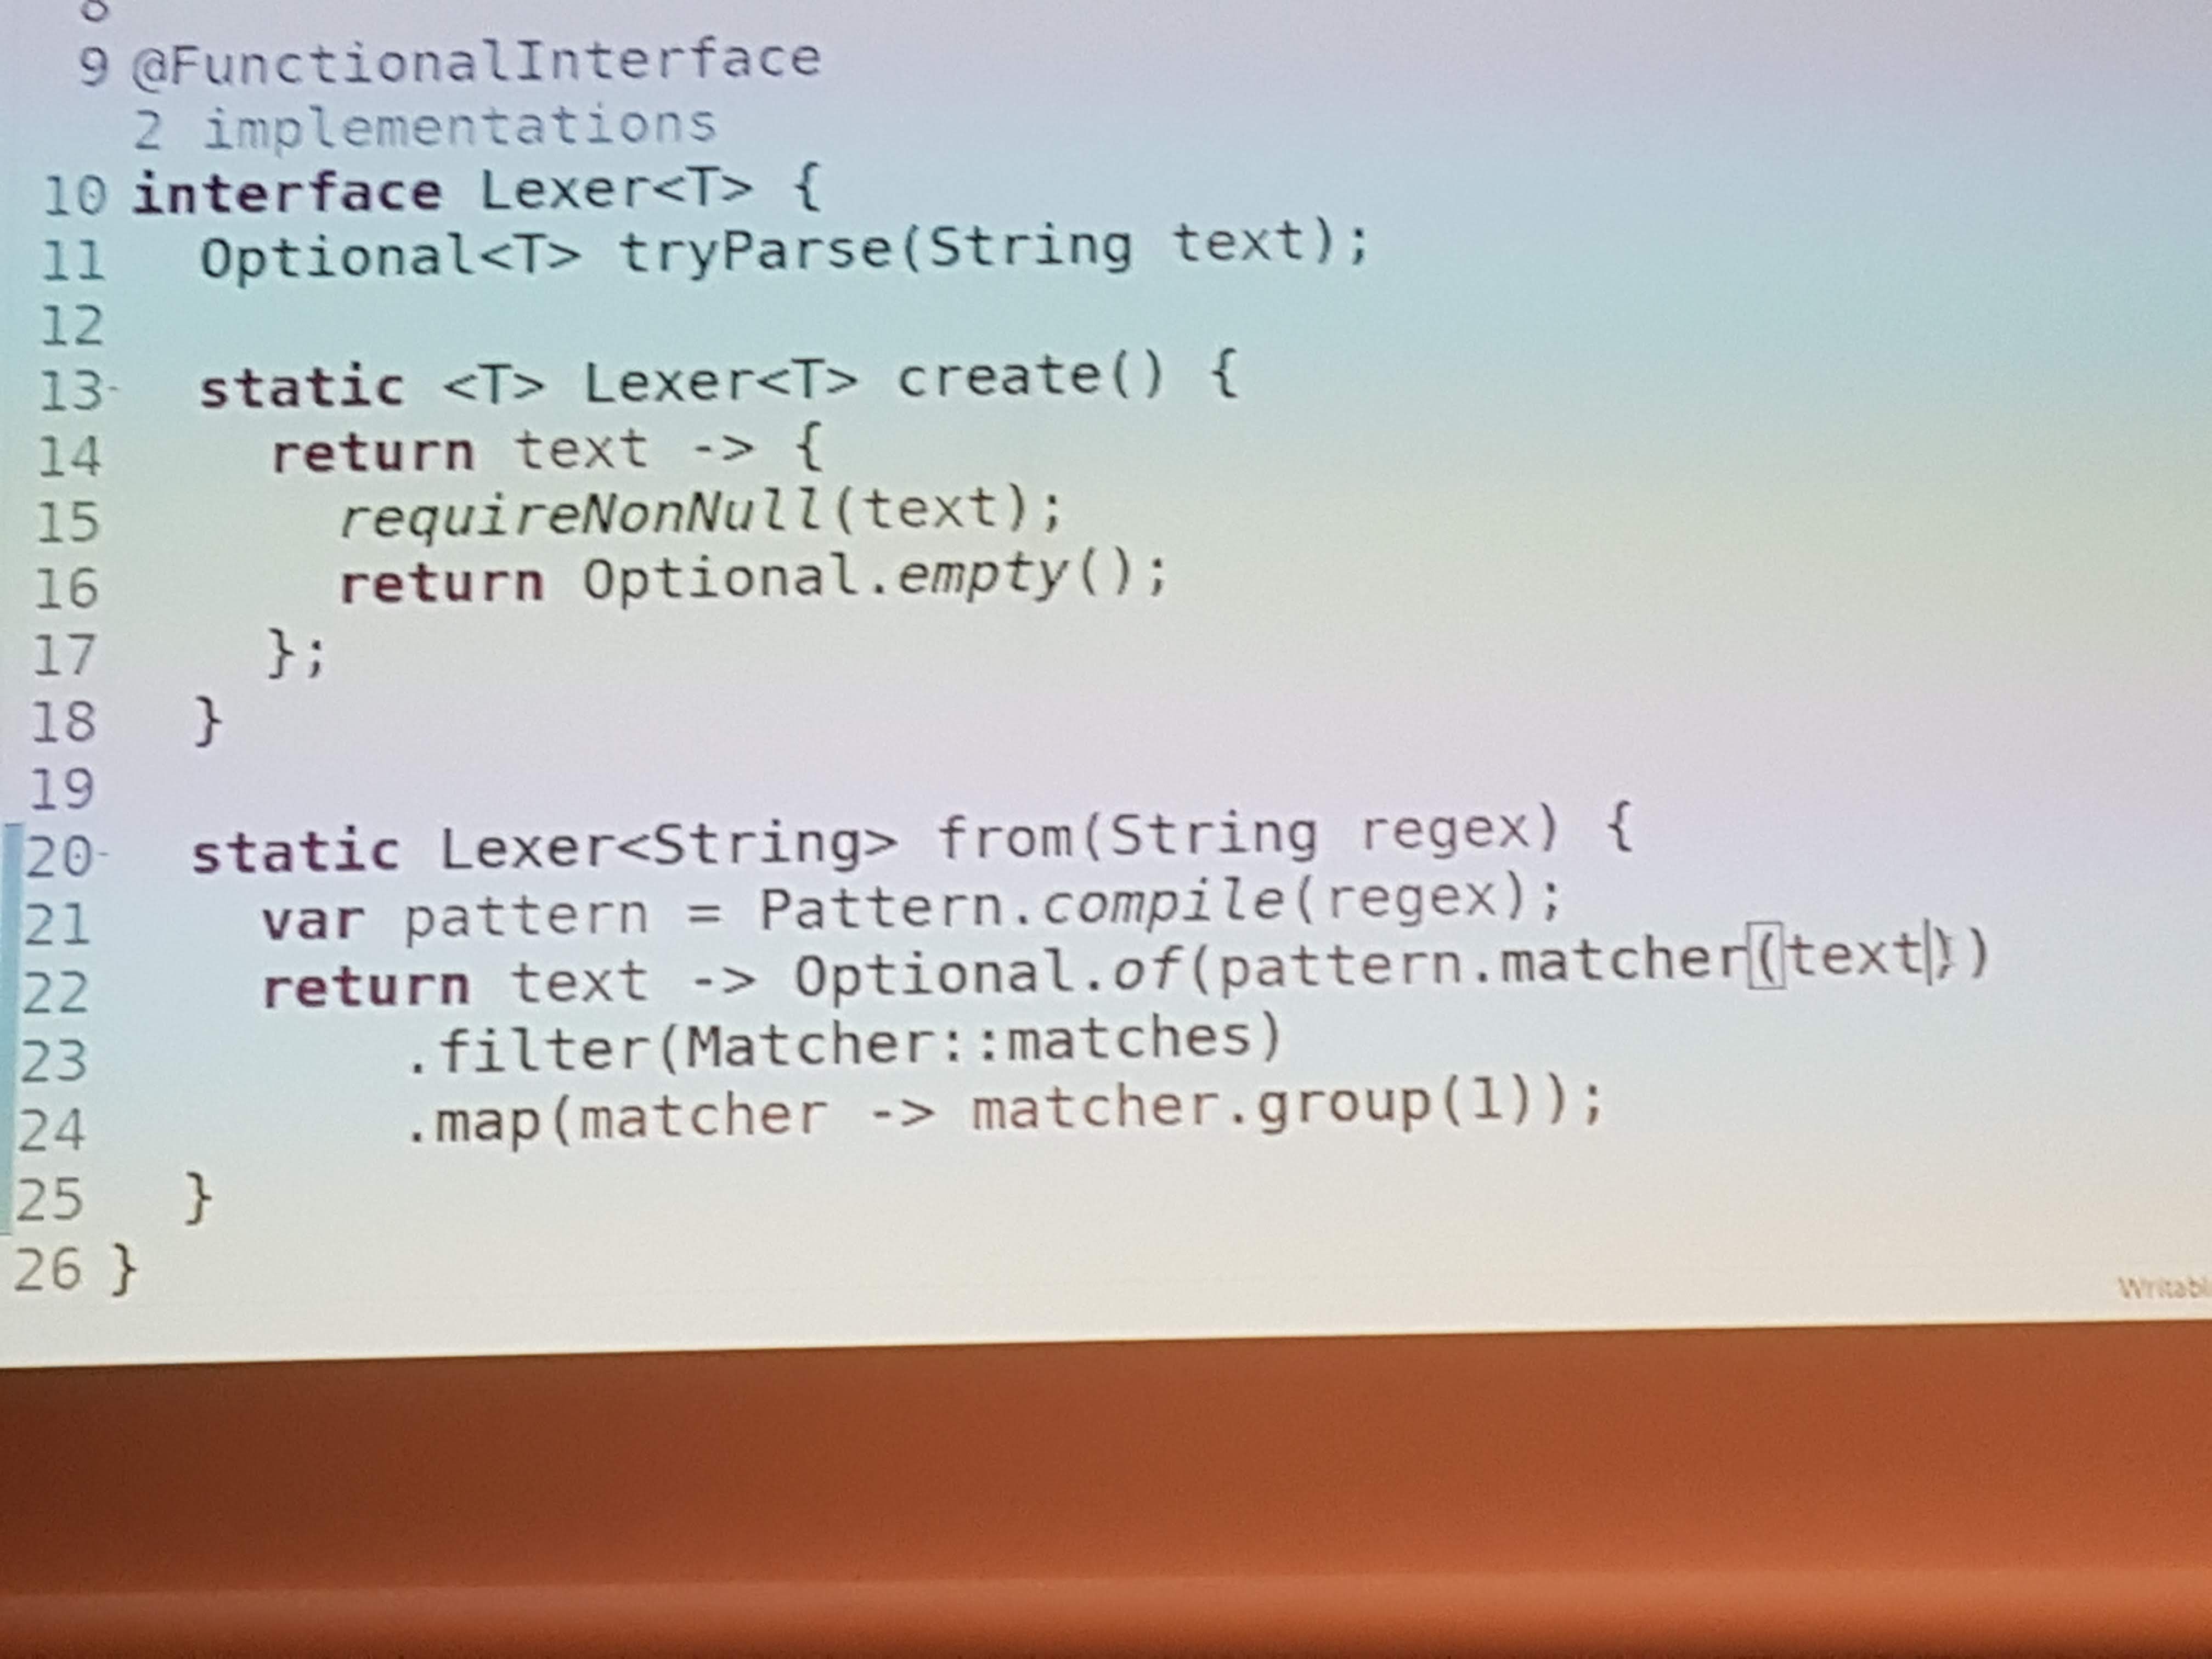 9 @FunctionalInterface
2 implementations
10 interface Lexer<T> {
11 Optional<T> tryParse(String text);
12
13 static <T> Lexer<T> create() {
14 return text -> {
15 requireNonNull(text);
16 return Optional.empty();
17 };
18 }
19
20 static Lexer<String> from(String regex) {
21 var pattern = Pattern.compile(regex);
22 return text -> Optional.of(pattern.matcher(text))
23 .filter(Matcher::matches)
24 .map(matcher -> matcher.group(1));
25 }
26 }